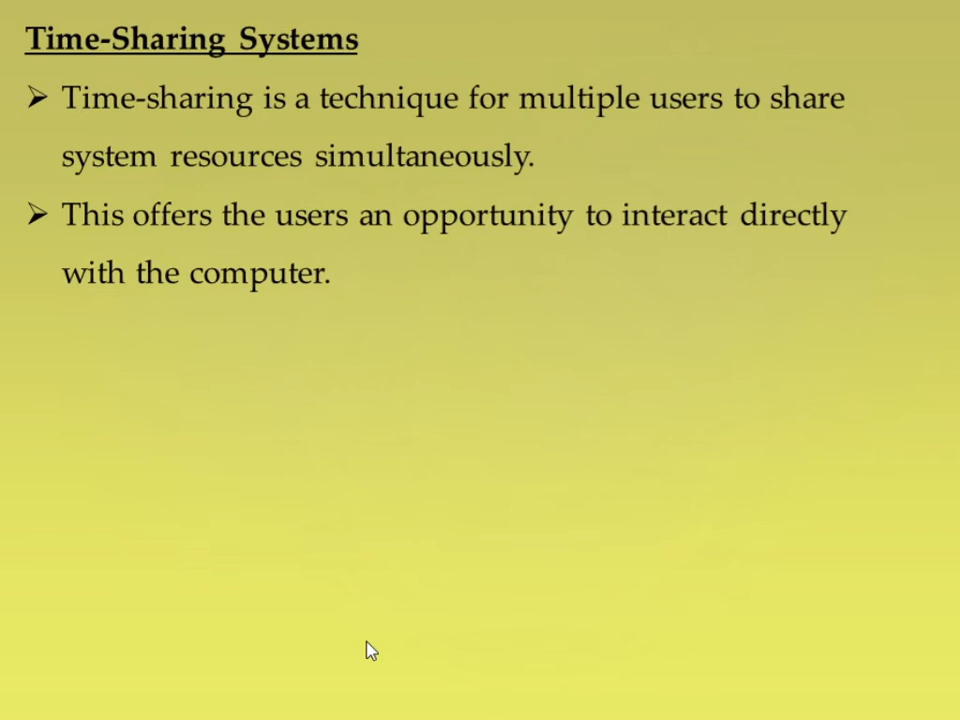 Time-Sharing Systems
➢ Time-sharing is a technique for multiple users to share
system resources simultaneously.
➢ This offers the users an opportunity to interact directly
with the computer.